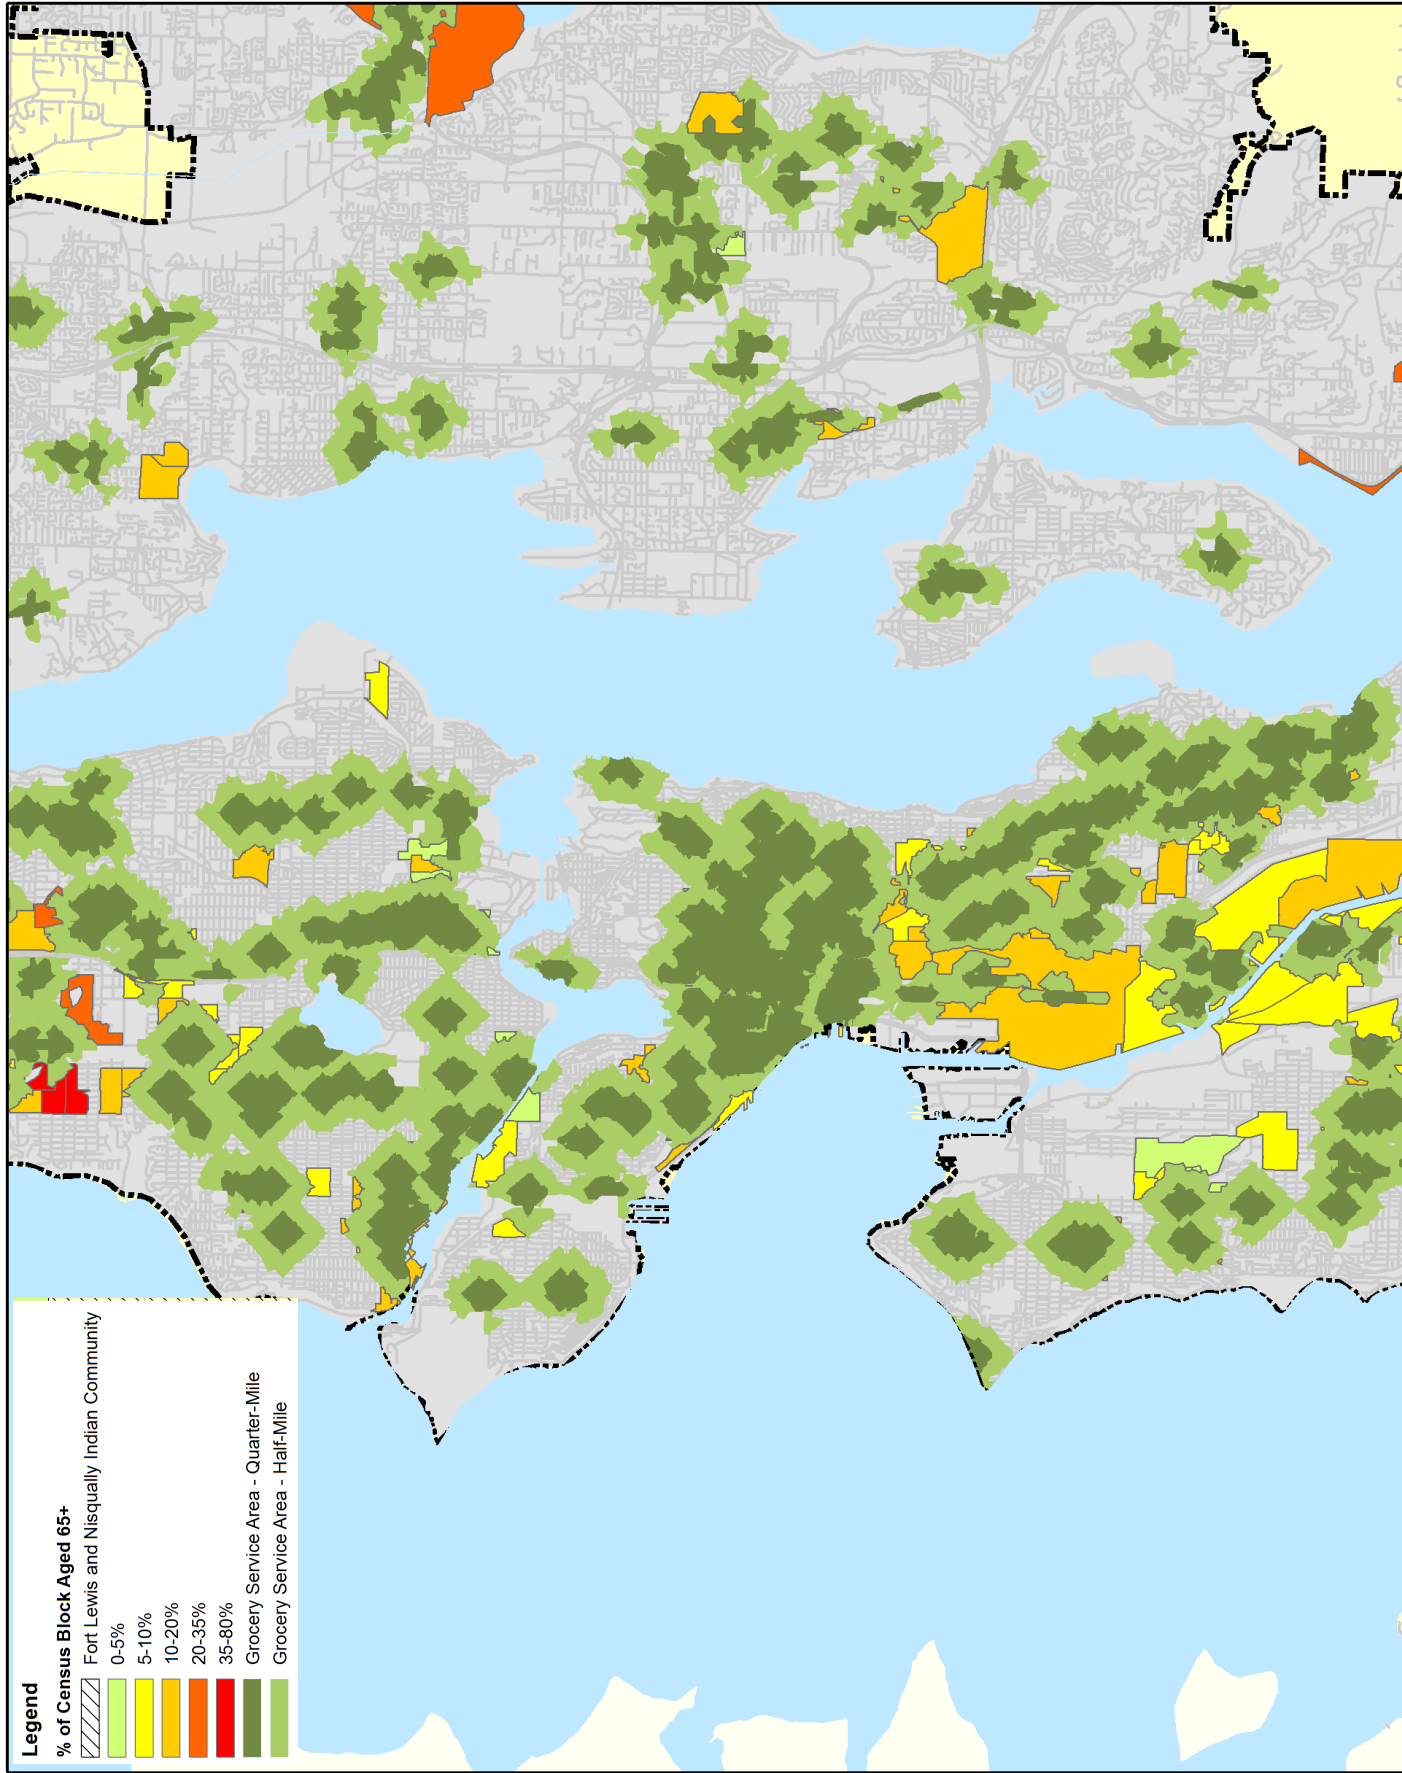 Legend
% of Census Block Aged 65+
Fort Lewis and Nisqually Indian Community
0-5%
5-10%
10-20%
20-35%
35-80%
Grocery Service Area - Quarter-Mile
Grocery Service Area - Half-Mile